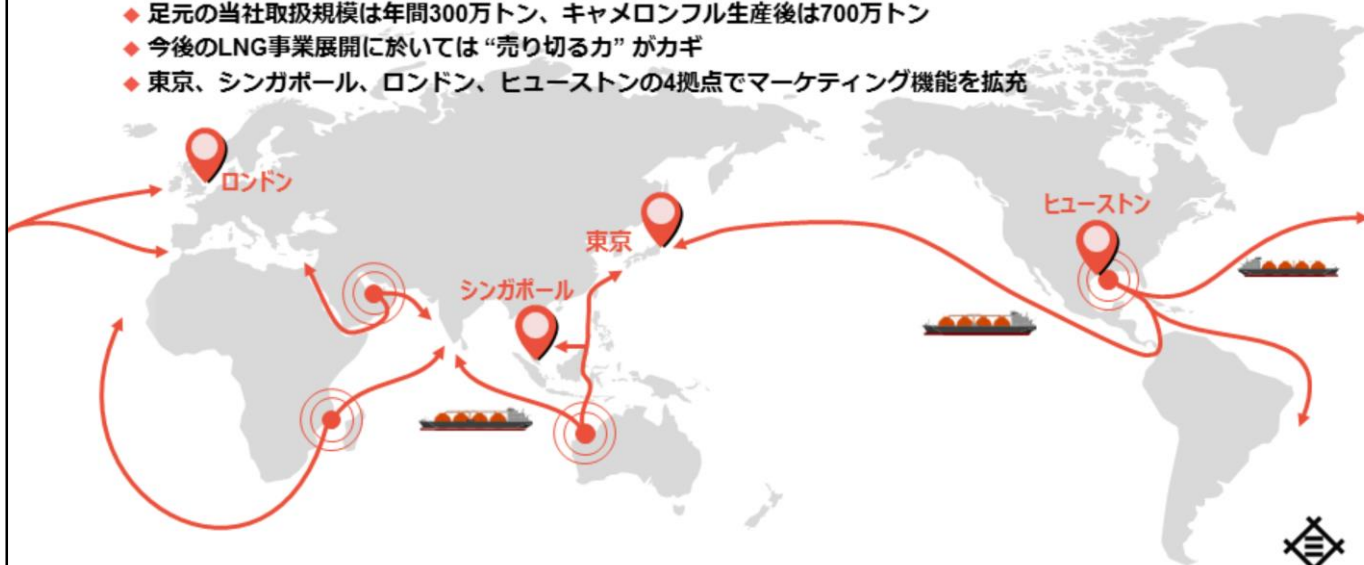 ◆ 足元の当社取扱規模は年間300万トン、キャメロンフル生産後は700万トン
◆ 今後のLNG事業展開に於いては “売り切る力” がカギ
◆ 東京、シンガポール、ロンドン、ヒューストンの4拠点でマーケティング機能を拡充
ロンドン
ヒューストン
東京
シンガポール